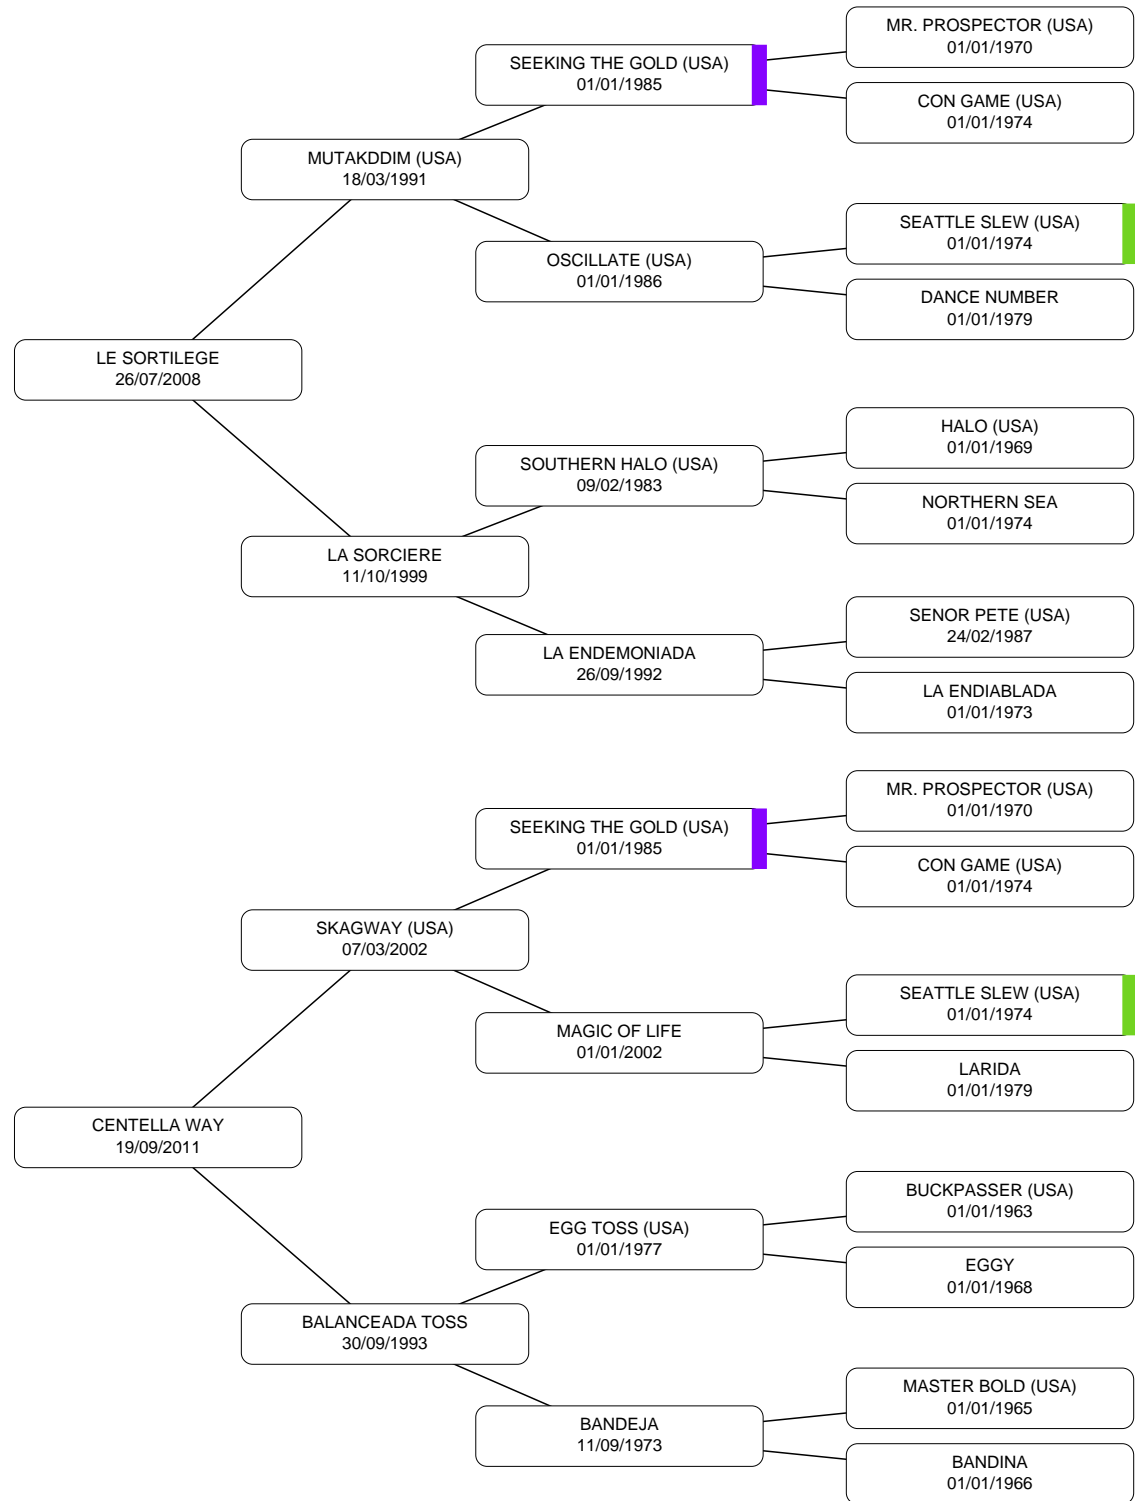 MR. PROSPECTOR (USA)
01/01/1970
SEEKING THE GOLD (USA)
01/01/1985
CON GAME (USA)
01/01/1974
MUTAKDDIM (USA)
18/03/1991
SEATTLE SLEW (USA)
01/01/1974
OSCILLATE (USA)
01/01/1986
DANCE NUMBER
01/01/1979
LE SORTILEGE
26/07/2008
HALO (USA)
01/01/1969
SOUTHERN HALO (USA)
09/02/1983
NORTHERN SEA
01/01/1974
LA SORCIERE
11/10/1999
SENOR PETE (USA)
24/02/1987
LA ENDEMONIADA
26/09/1992
LA ENDIABLADA
01/01/1973
MR. PROSPECTOR (USA)
01/01/1970
SEEKING THE GOLD (USA)
01/01/1985
CON GAME (USA)
01/01/1974
SKAGWAY (USA)
07/03/2002
SEATTLE SLEW (USA)
01/01/1974
MAGIC OF LIFE
01/01/2002
LARIDA
01/01/1979
CENTELLA WAY
19/09/2011
BUCKPASSER (USA)
01/01/1963
EGG TOSS (USA)
01/01/1977
EGGY
01/01/1968
BALANCEADA TOSS
30/09/1993
MASTER BOLD (USA)
01/01/1965
BANDEJA
11/09/1973
BANDINA
01/01/1966